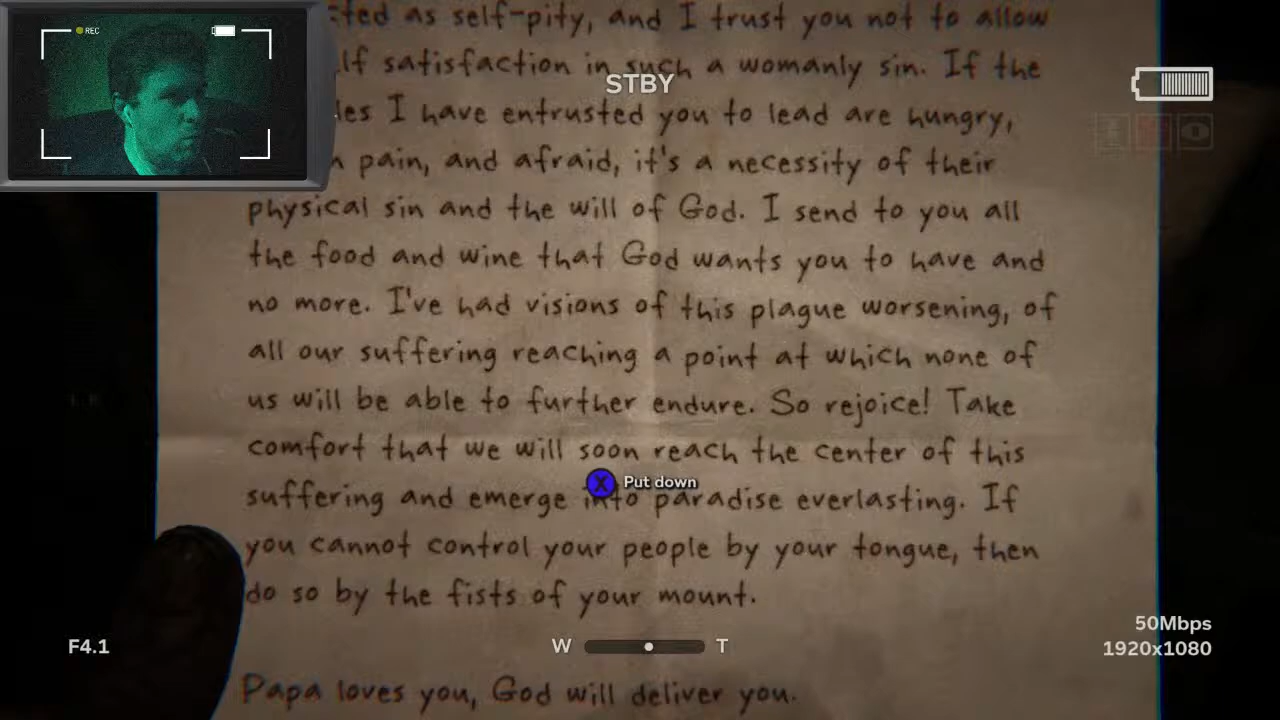 REC
cted as self-pity, and I trust you not to allow
lf satisfaction in such a womanly sin. If the
STBY
les I have entrusted you to lead are hungry,
pain, and afraid, it's a necessity of their
physical sin and the will of God. I send to you all
the food and wine that God wants you to have and
no more. I've had visions of this plague worsening, of
all our suffering reaching a point at which none of
us will be able to further endure. So rejoice! Take
comfort that we will soon reach the center of this
X Put down
suffering and emerge into paradise everlasting. If
you cannot control your people by your tongue, then
do so by the fists of your mount.
50Mbps
F4.1 W T 1920x1080
Papa loves you, God will deliver you.